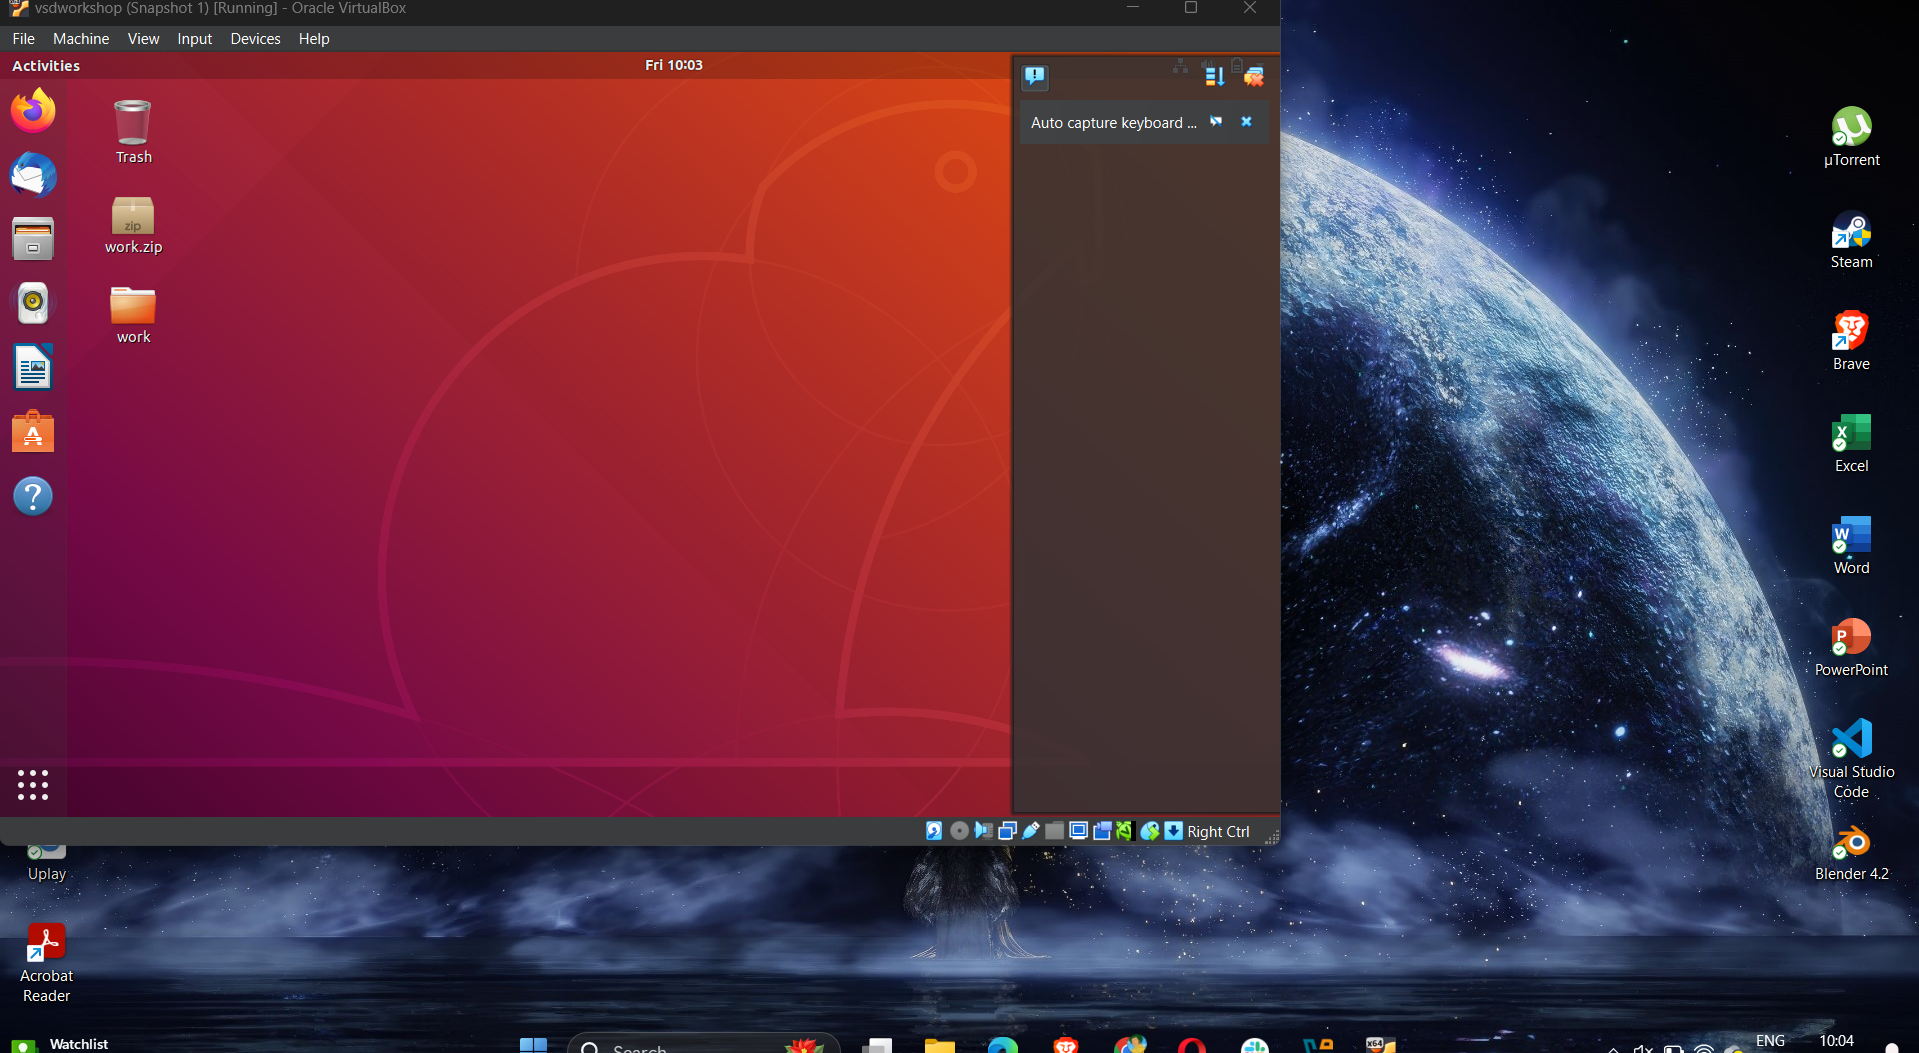 vsdworkshop (Snapshot 1) [Running] - Oracle VirtualBox
File Machine View Input Devices Help
Activities
Fri 10:03
Auto capture keyboard ...
Trash
zip
work.zip
work
A
?
Right Ctrl
µTorrent
Steam
Brave
X
Excel
W
Word
P
PowerPoint
Visual Studio
Code
Blender 4.2
Uplay
Acrobat
Reader
Watchlist
Search
x64
ENG
10:04